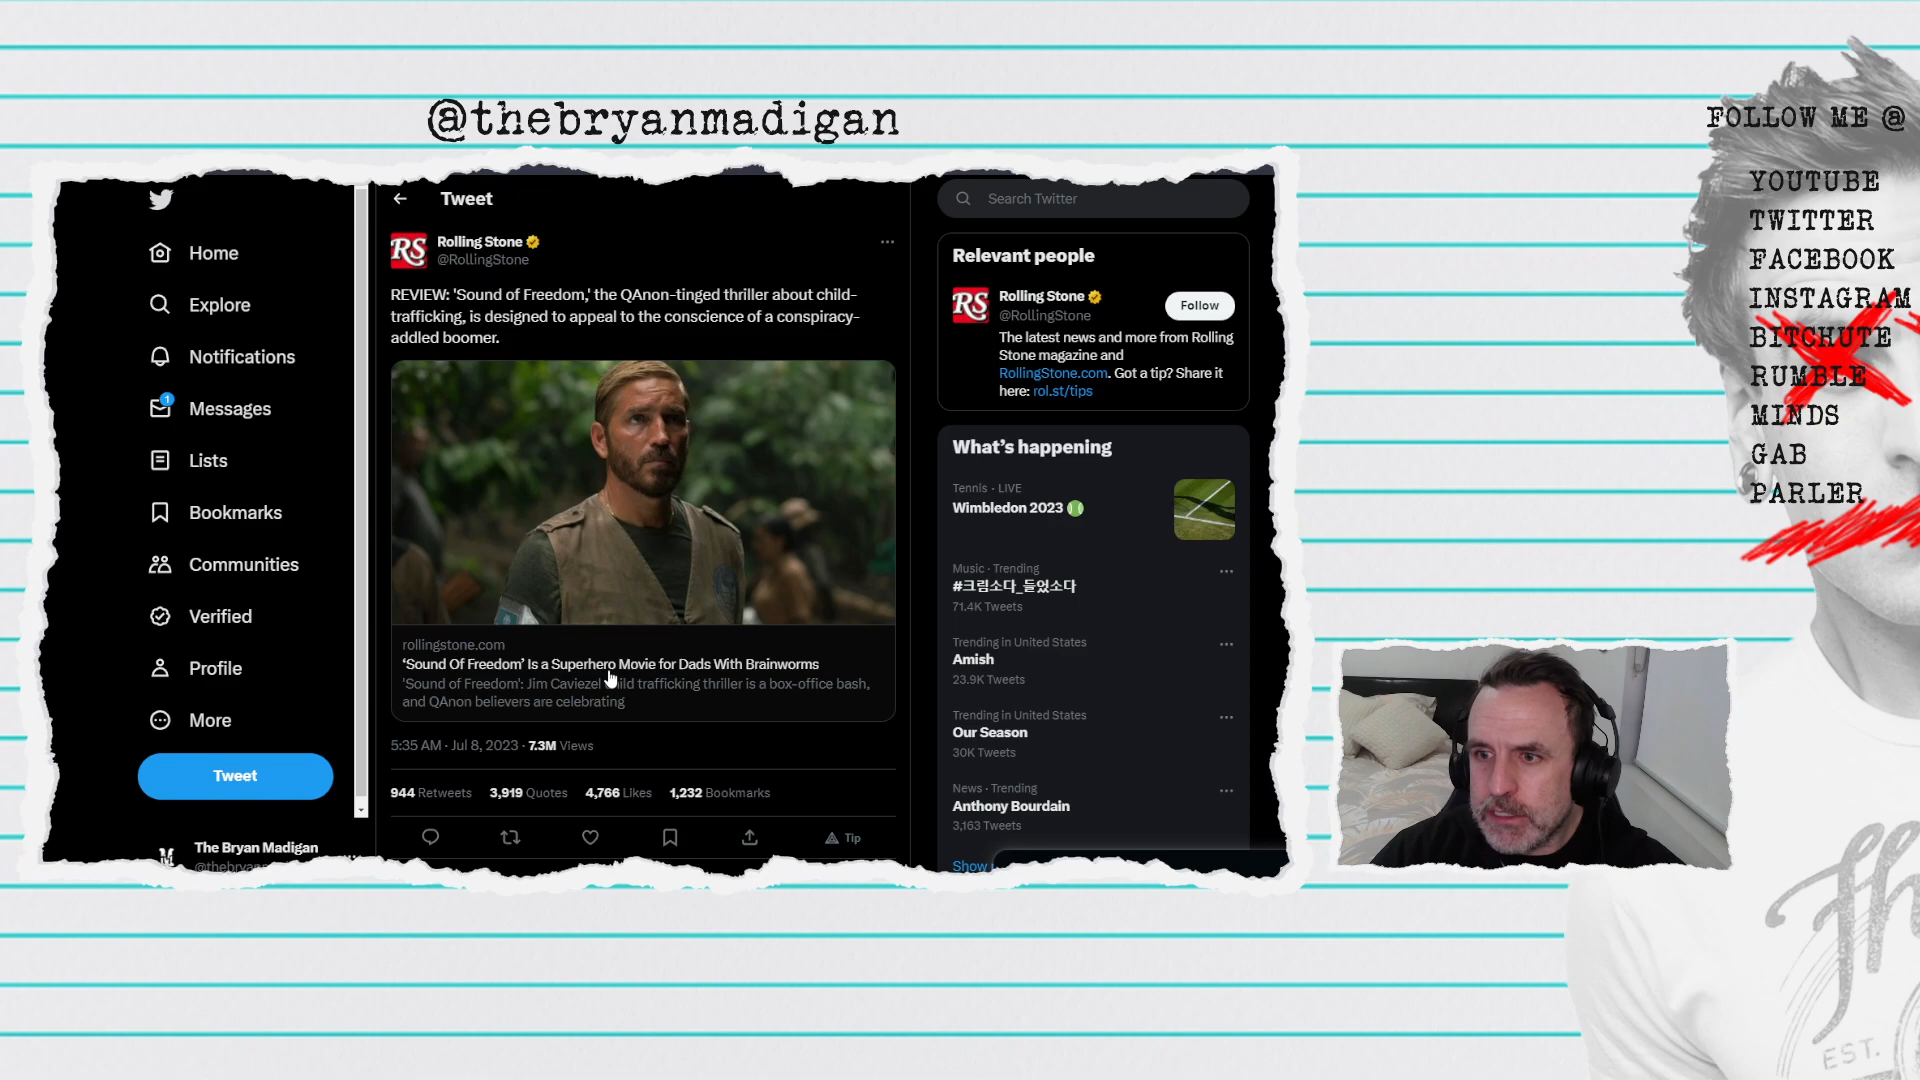 @thebryanmadigan
FOLLOW ME @
YOUTUBE
TWITTER
FACEBOOK
INSTAGRAM
BITCHUTE
RUMBLE
MINDS
GAB
PARLER
Home
Explore
Notifications
1
Messages
Lists
Bookmarks
Communities
Verified
Profile
More
Tweet
The Bryan Madigan
Tweet
RS
Rolling Stone
@RollingStone
REVIEW: 'Sound of Freedom,' the QAnon-tinged thriller about child-
trafficking, is designed to appeal to the conscience of a conspiracy-
addled boomer.
rollingstone.com
‘Sound Of Freedom’ Is a Superhero Movie for Dads With Brainworms
'Sound of Freedom': Jim Caviezel trafficking thriller is a box-office bash,
and QAnon believers are celebrating
5:35 AM · Jul 8, 2023 · 7.3M Views
944 Retweets 3,919 Quotes 4,766 Likes 1,232 Bookmarks
Tip
Search Twitter
Relevant people
RS
Rolling Stone
@RollingStone
Follow
The latest news and more from Rolling
Stone magazine and
RollingStone.com. Got a tip? Share it
here: rol.st/tips
What’s happening
Tennis · LIVE
Wimbledon 2023
Music · Trending
#크림소다_들었소다
71.4K Tweets
Trending in United States
Amish
23.9K Tweets
Trending in United States
Our Season
30K Tweets
News · Trending
Anthony Bourdain
3,163 Tweets
Show
EST.